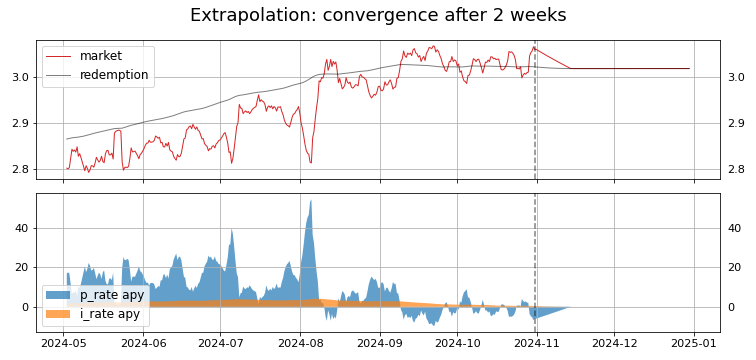 Extrapolation: convergence after 2 weeks
market
redemption
3.0
2.9
2.8
3.0
2.9
2.8
p_rate apy
i_rate apy
40
20
0
40
20
0
2024-05 2024-06 2024-07 2024-08 2024-09 2024-10 2024-11 2024-12 2025-01